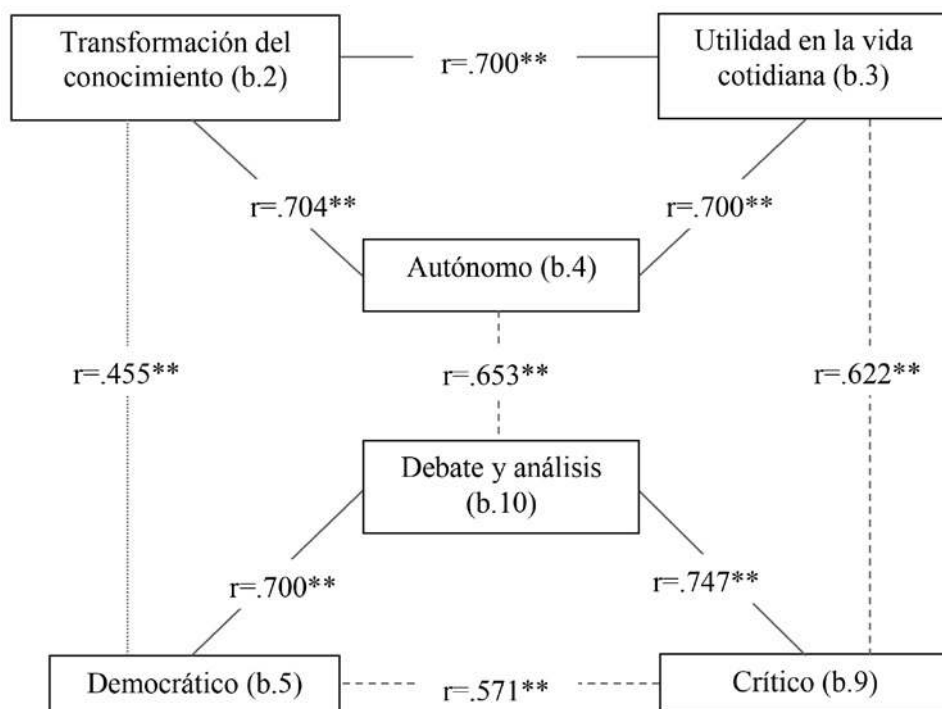 Transformación del
conocimiento (b.2)
r=.700**
Utilidad en la vida
cotidiana (b.3)
r=.704**
r=.700**
Autónomo (b.4)
r=.455**
r=.653**
r=.622**
Debate y análisis
(b.10)
r=.700**
r=.747**
Democrático (b.5)
r=.571**
Crítico (b.9)